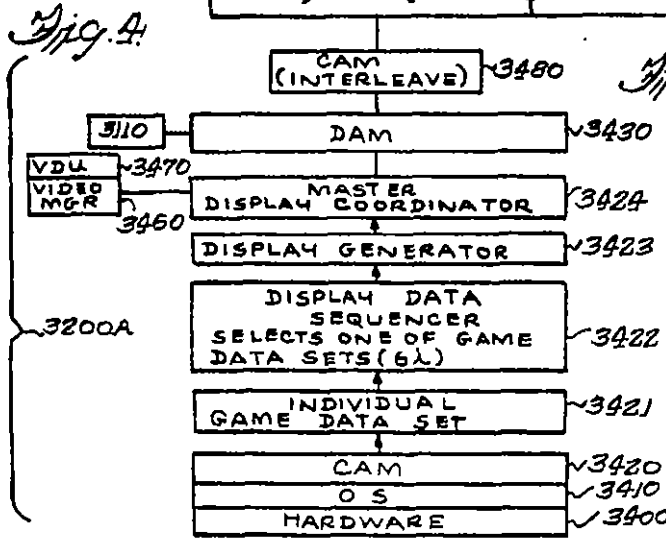 Fig. 4
CAM
(INTERLEAVE)
3480
3110
DAM
3430
VDU
3470
VIDEO
MGR
3460
MASTER
DISPLAY COORDINATOR
3424
DISPLAY GENERATOR
3423
3200A
DISPLAY DATA
SEQUENCER
SELECTS ONE OF GAME
DATA SETS(6λ)
3422
INDIVIDUAL
GAME DATA SET
3421
CAM
3420
OS
3410
HARDWARE
3400